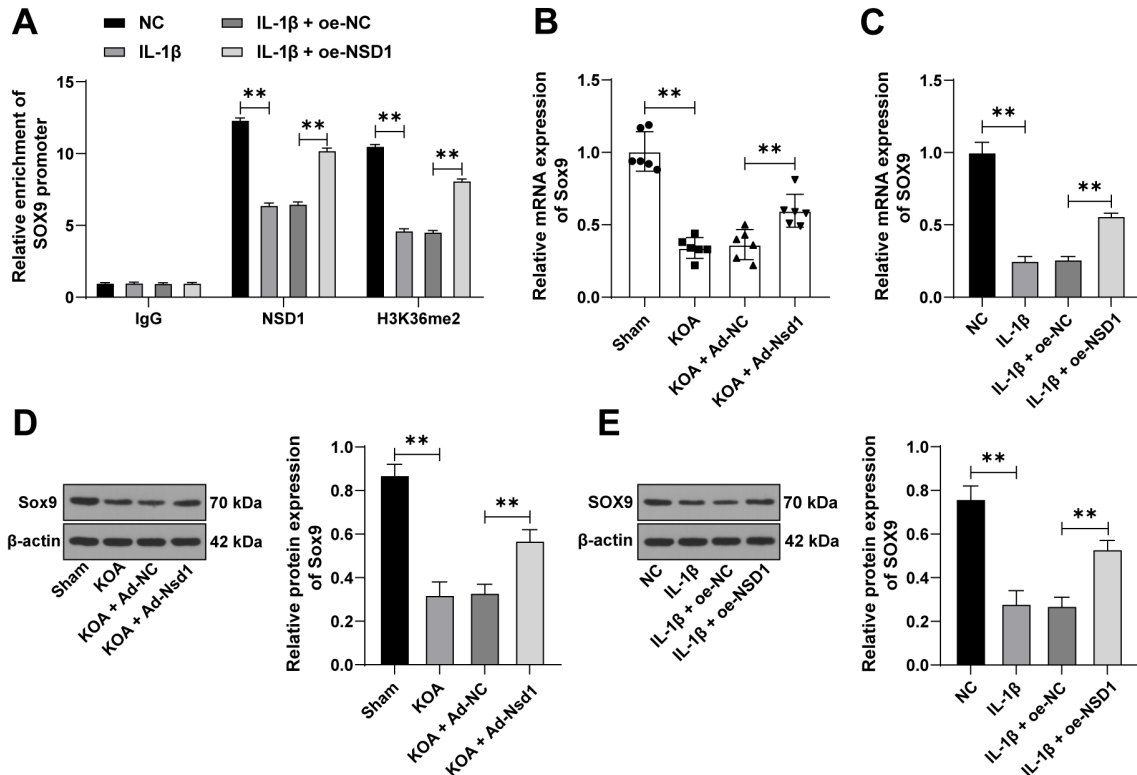 A
NC
IL-1β
IL-1β + oe-NC
IL-1β + oe-NSD1
Relative enrichment of
SOX9 promoter
15
10
5
0
**
**
**
**
IgG
NSD1
H3K36me2
B
Relative mRNA expression
of Sox9
1.5
1.0
0.5
0.0
**
**
Sham
KOA
KOA + Ad-NC
KOA + Ad-Nsd1
C
Relative mRNA expression
of SOX9
1.5
1.0
0.5
0.0
**
**
NC
IL-1β
IL-1β + oe-NC
IL-1β + oe-NSD1
D
Sox9
70 kDa
β-actin
42 kDa
Sham
KOA
KOA + Ad-NC
KOA + Ad-Nsd1
Relative protein expression
of Sox9
1.0
0.8
0.6
0.4
0.2
0.0
**
**
Sham
KOA
KOA + Ad-NC
KOA + Ad-Nsd1
E
SOX9
70 kDa
β-actin
42 kDa
NC
IL-1β
IL-1β + oe-NC
IL-1β + oe-NSD1
Relative protein expression
of SOX9
1.0
0.8
0.6
0.4
0.2
0.0
**
**
NC
IL-1β
IL-1β + oe-NC
IL-1β + oe-NSD1